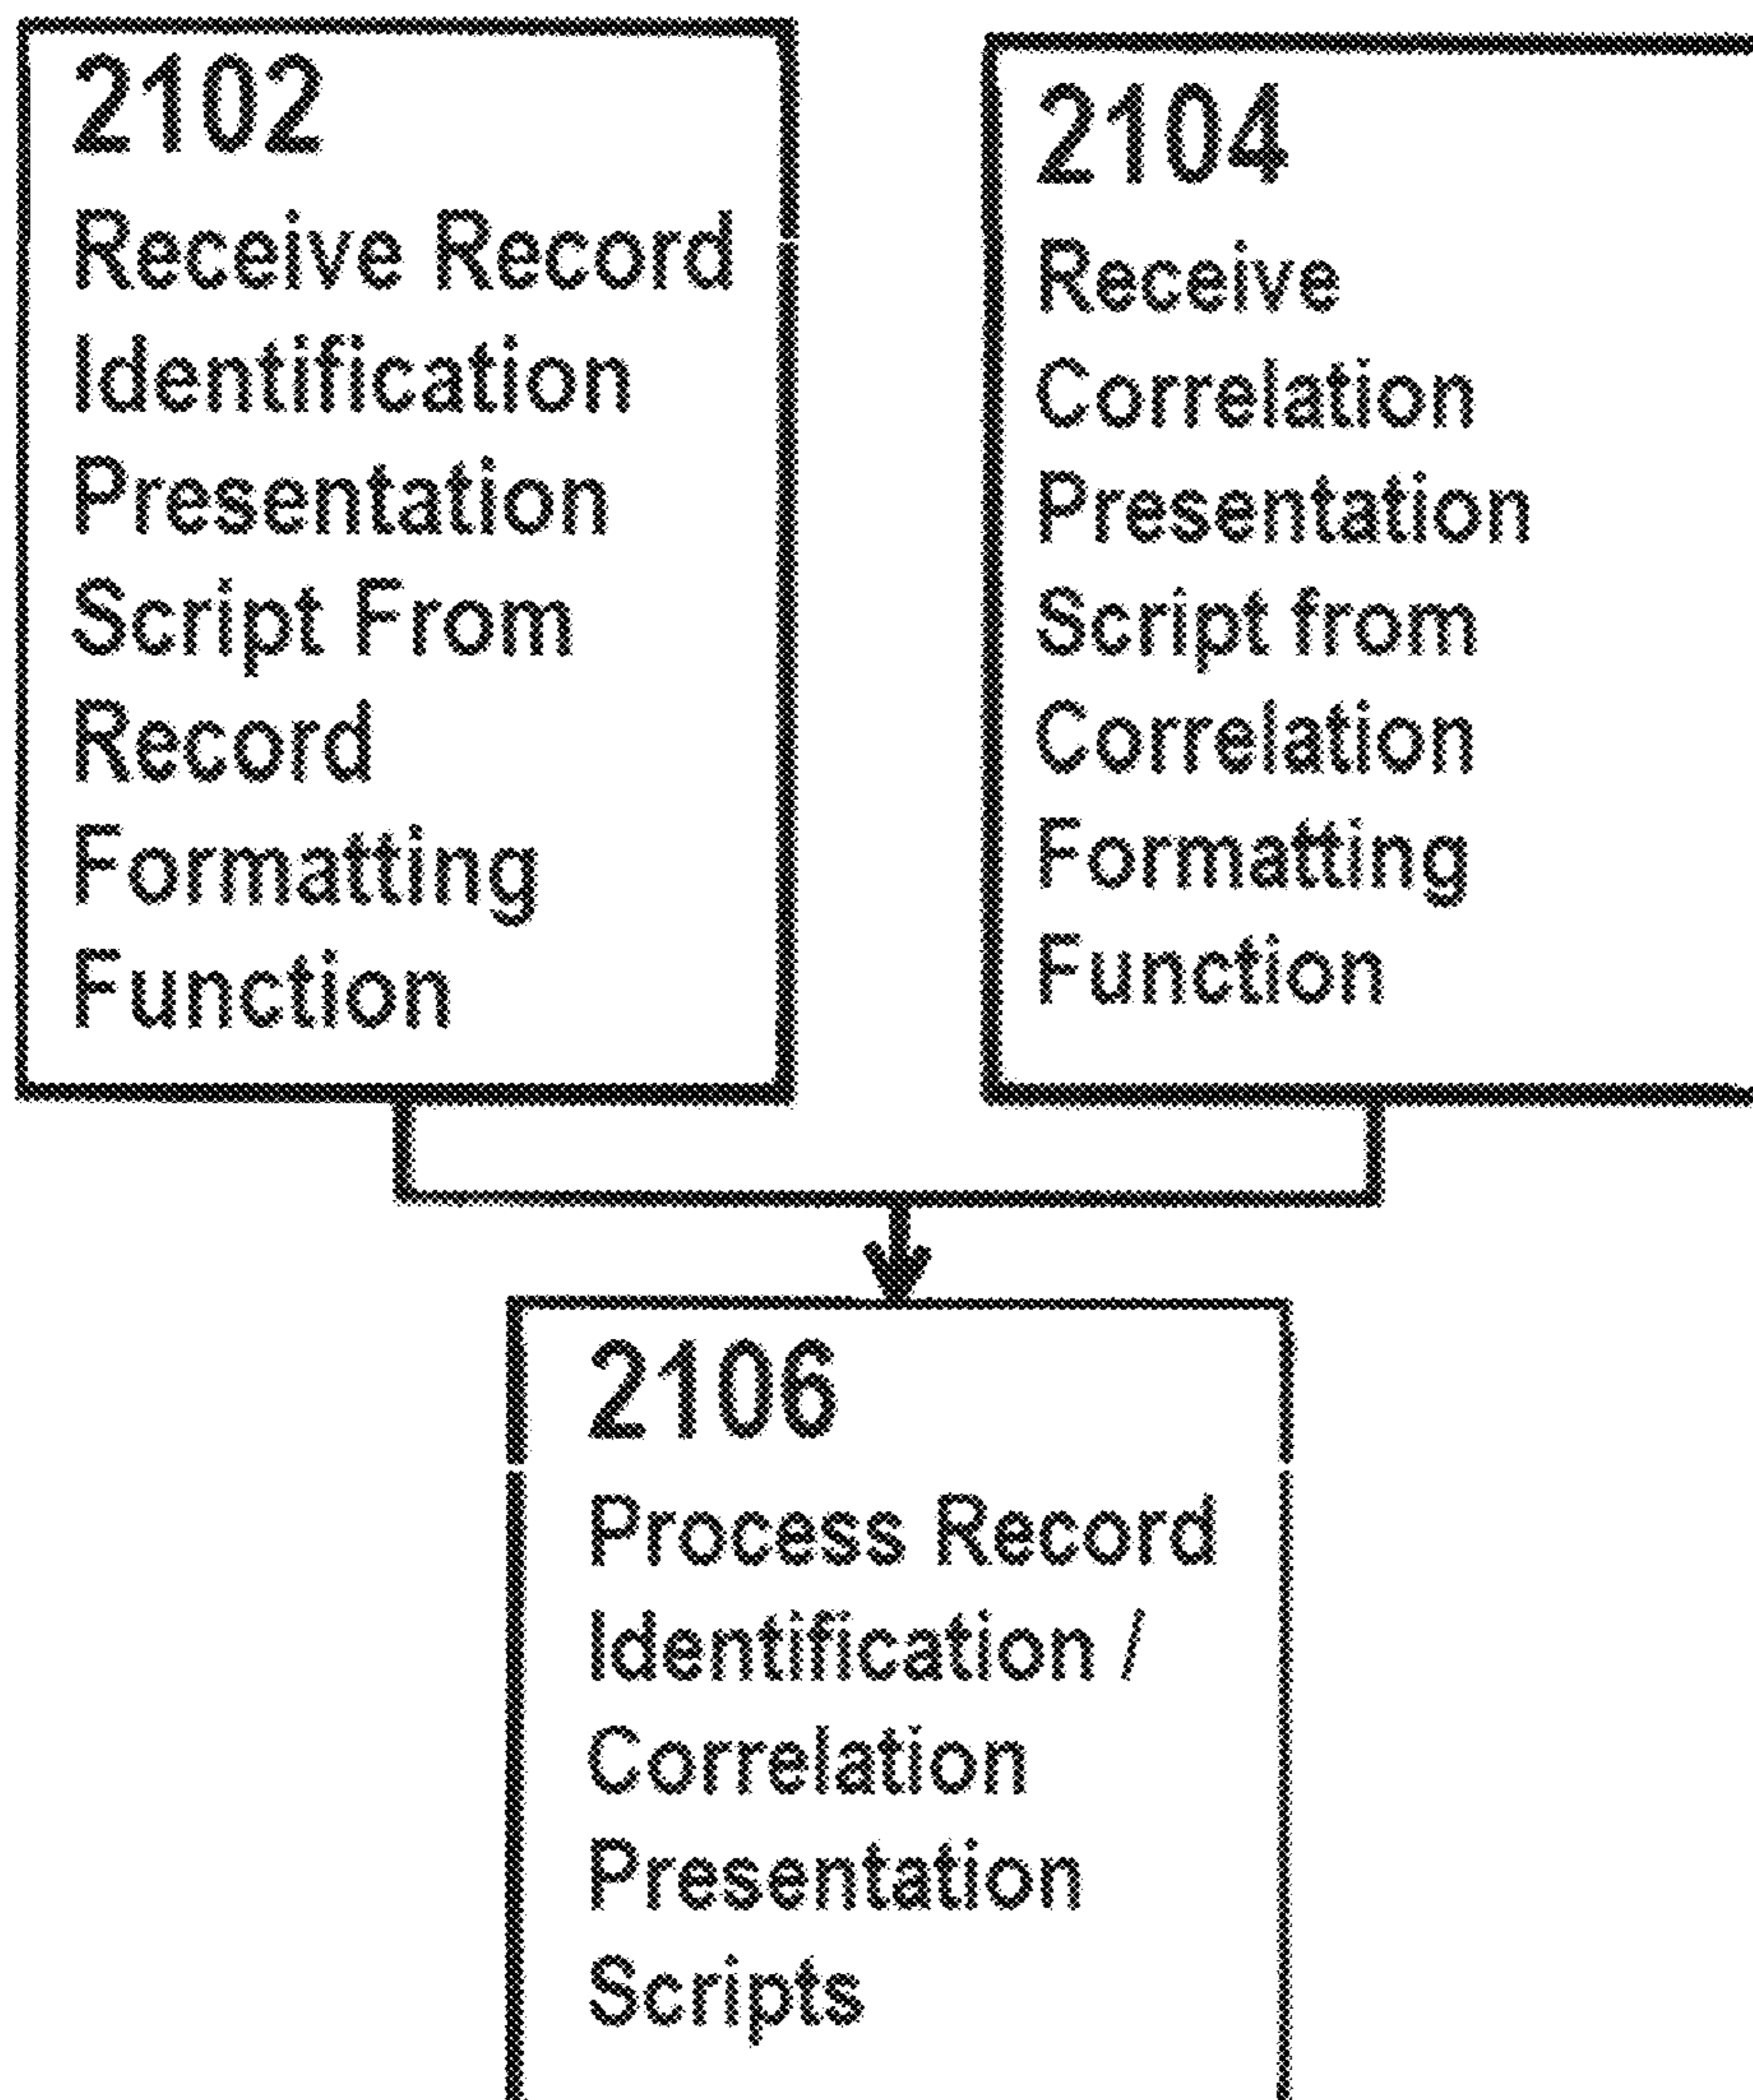 2102
Receive Record
Identification
Presentation
Script From
Record
Formatting
Function
2104
Receive
Correlation
Presentation
Script from
Correlation
Formatting
Function
2106
Process Record
Identification /
Correlation
Presentation
Scripts